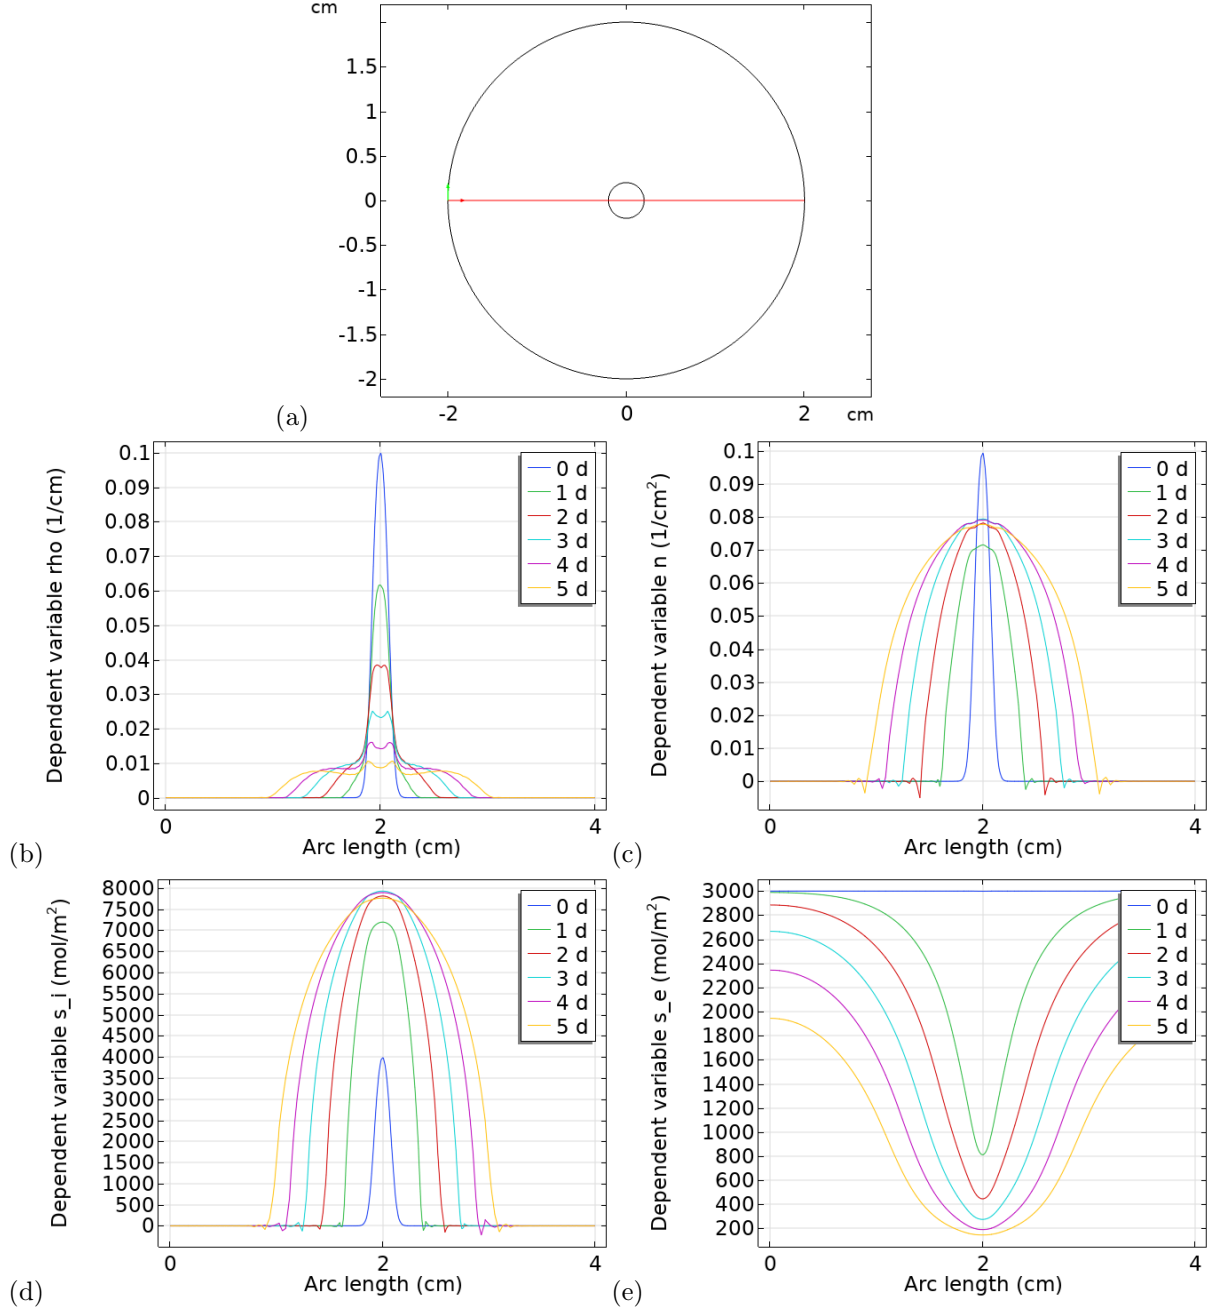 cm
1.5
1
0.5
0
-0.5
-1
-1.5
-2
-2 0 2 cm
(a)
Dependent variable rho (1/cm)
0.1
0.09
0.08
0.07
0.06
0.05
0.04
0.03
0.02
0.01
0
0 d
1 d
2 d
3 d
4 d
5 d
0 2 4
Arc length (cm)
(b)
Dependent variable n (1/cm²)
0.1
0.09
0.08
0.07
0.06
0.05
0.04
0.03
0.02
0.01
0
0 d
1 d
2 d
3 d
4 d
5 d
0 2 4
Arc length (cm)
(c)
Dependent variable s_i (mol/m²)
8000
7500
7000
6500
6000
5500
5000
4500
4000
3500
3000
2500
2000
1500
1000
500
0
0 d
1 d
2 d
3 d
4 d
5 d
0 2 4
Arc length (cm)
(d)
Dependent variable s_e (mol/m²)
3000
2800
2600
2400
2200
2000
1800
1600
1400
1200
1000
800
600
400
200
0 d
1 d
2 d
3 d
4 d
5 d
0 2 4
Arc length (cm)
(e)